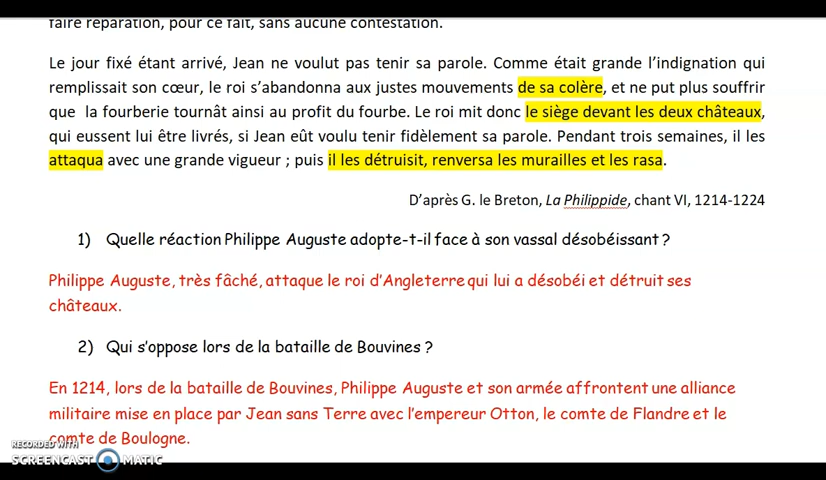 faire réparation, pour ce fait, sans aucune contestation.
Le jour fixé étant arrivé, Jean ne voulut pas tenir sa parole. Comme était grande l’indignation qui
remplissait son cœur, le roi s’abandonna aux justes mouvements de sa colère, et ne put plus souffrir
que la fourberie tournât ainsi au profit du fourbe. Le roi mit donc le siège devant les deux châteaux,
qui eussent lui être livrés, si Jean eût voulu tenir fidèlement sa parole. Pendant trois semaines, il les
attaqua avec une grande vigueur ; puis il les détruisit, renversa les murailles et les rasa.
D’après G. le Breton, La Philippide, chant VI, 1214-1224
1) Quelle réaction Philippe Auguste adopte-t-il face à son vassal désobéissant ?
Philippe Auguste, très fâché, attaque le roi d’Angleterre qui lui a désobéi et détruit ses
châteaux.
2) Qui s’oppose lors de la bataille de Bouvines ?
En 1214, lors de la bataille de Bouvines, Philippe Auguste et son armée affrontent une alliance
militaire mise en place par Jean sans Terre avec l’empereur Otton, le comte de Flandre et le
comte de Boulogne.
RECORDED WITH
SCREENCAST MATIC